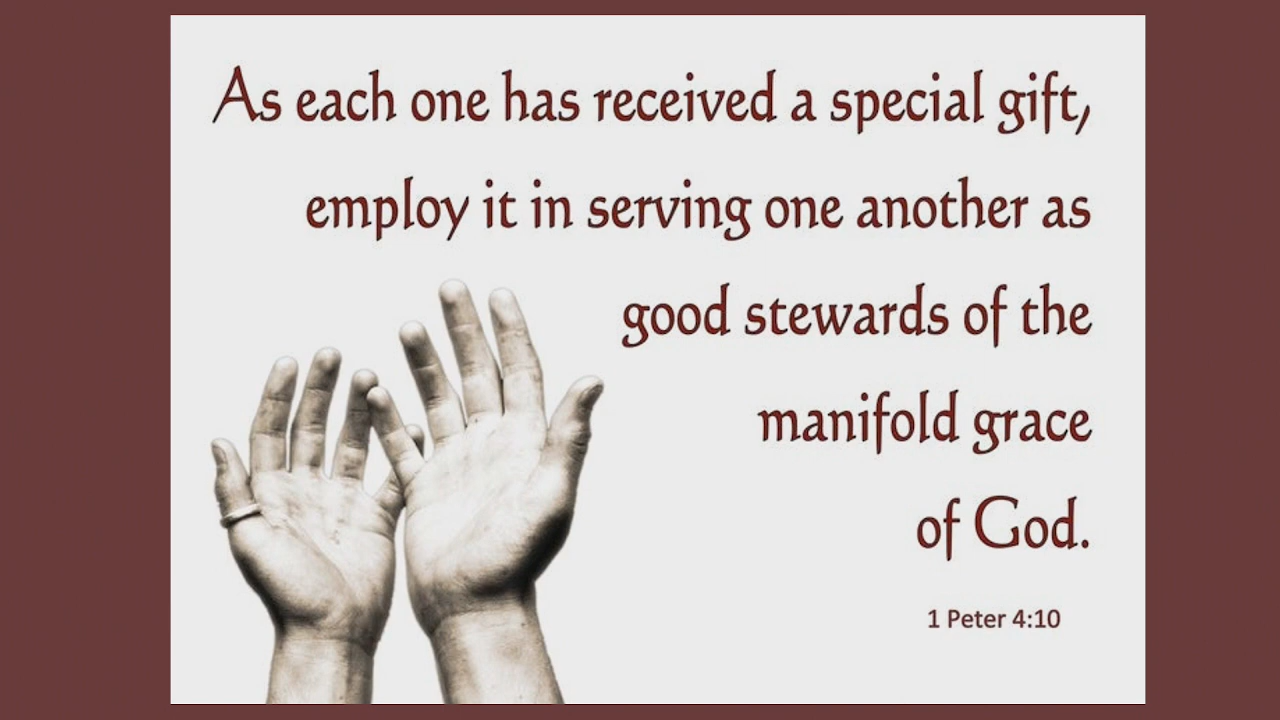 As each one has received a special gift,
employ it in serving one another as
good stewards of the
manifold grace
of God.
1 Peter 4:10